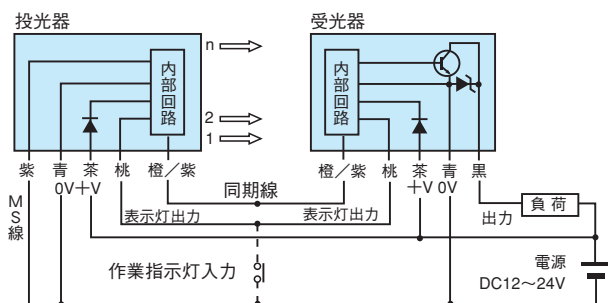 投光器
受光器
n
2
1
内部回路
内部回路
紫
青
茶
桃
橙／紫
橙／紫
桃
茶
青
黒
0V
+V
+V
0V
同期線
MS線
表示灯出力
表示灯出力
出力
負荷
作業指示灯入力
電源
DC12～24V